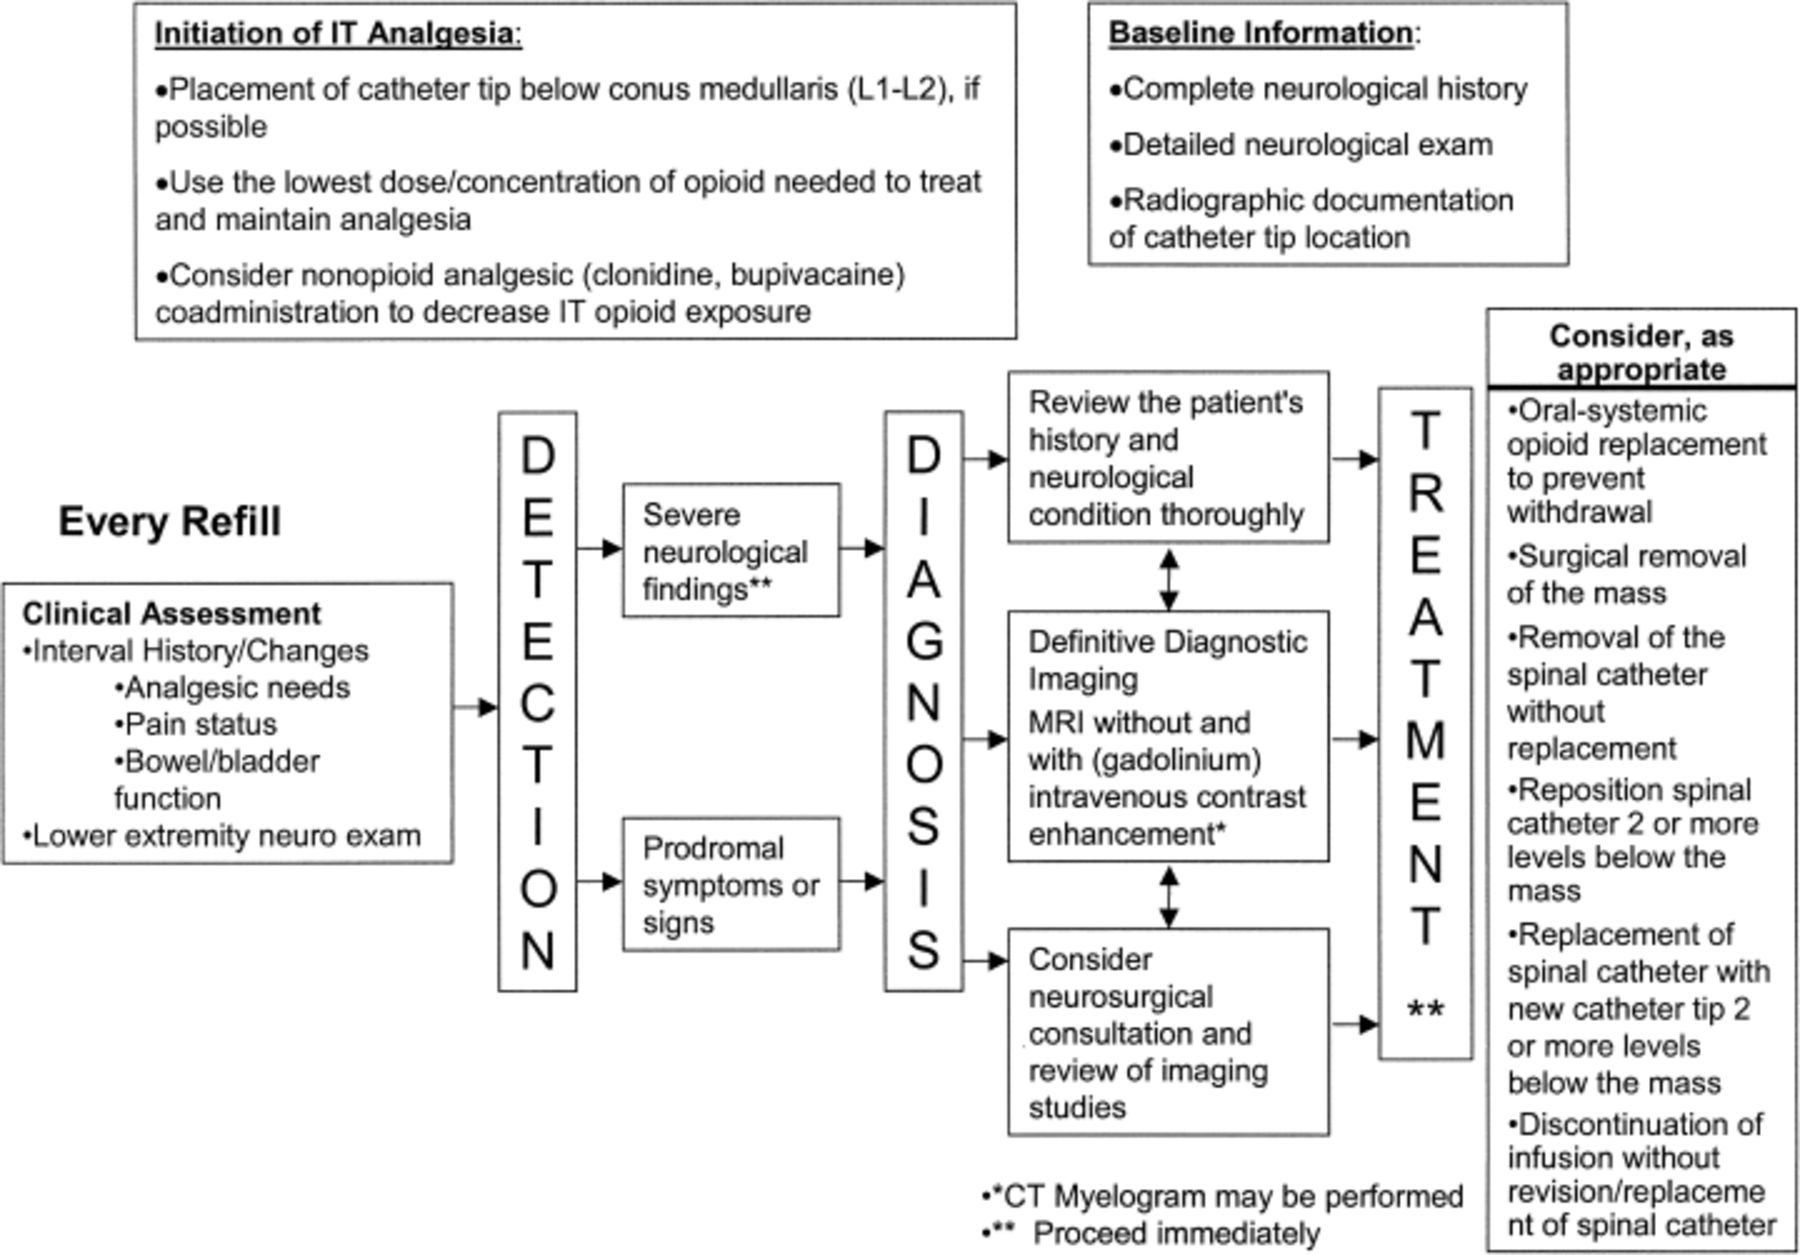 Initiation of IT Analgesia:
•Placement of catheter tip below conus medullaris (L1-L2), if
possible
•Use the lowest dose/concentration of opioid needed to treat
and maintain analgesia
•Consider nonopioid analgesic (clonidine, bupivacaine)
coadministration to decrease IT opioid exposure
Baseline Information:
•Complete neurological history
•Detailed neurological exam
•Radiographic documentation
of catheter tip location
Every Refill
Clinical Assessment
•Interval History/Changes
•Analgesic needs
•Pain status
•Bowel/bladder
function
•Lower extremity neuro exam
DETECTION
Severe
neurological
findings**
Prodromal
symptoms or
signs
DIAGNOSIS
Review the patient's
history and
neurological
condition thoroughly
Definitive Diagnostic
Imaging
MRI without and
with (gadolinium)
intravenous contrast
enhancement*
Consider
neurosurgical
consultation and
review of imaging
studies
TREATMENT
**
Consider, as
appropriate
•Oral-systemic
opioid replacement
to prevent
withdrawal
•Surgical removal
of the mass
•Removal of the
spinal catheter
without
replacement
•Reposition spinal
catheter 2 or more
levels below the
mass
•Replacement of
spinal catheter with
new catheter tip 2
or more levels
below the mass
•Discontinuation of
infusion without
revision/replaceme
nt of spinal catheter
•*CT Myelogram may be performed
•** Proceed immediately